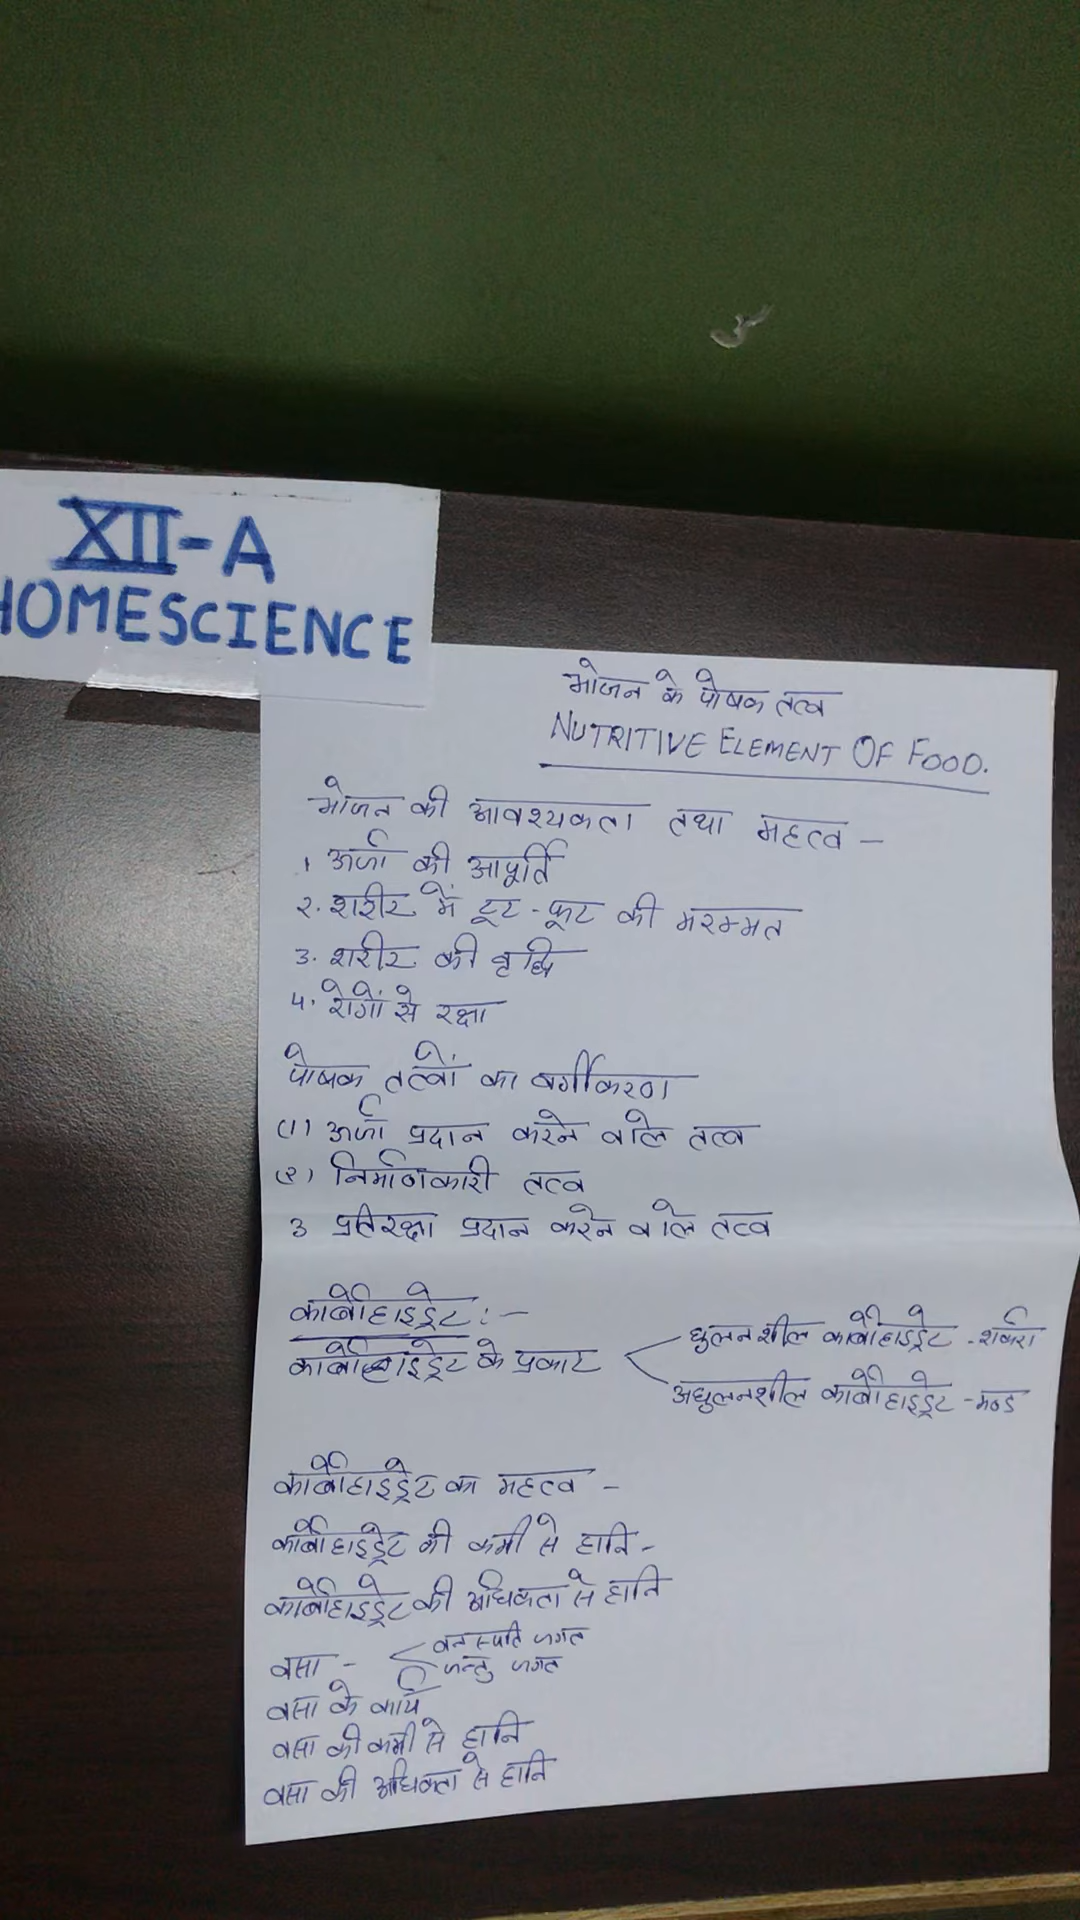 XII-A
HOMESCIENCE
भोजन के पोषक तत्व
NUTRITIVE ELEMENT OF FOOD.
भोजन की आवश्यकता तथा महत्व -
1 ऊर्जा की आपूर्ति
२. शरीर में टूट-फूट की मरम्मत
3. शरीर की वृद्धि
4. रोगों से रक्षा
पोषक तत्वों का वर्गीकरण
(1) ऊर्जा प्रदान करने वाले तत्व
(२) निर्माणकारी तत्व
3 प्रतिरक्षा प्रदान करने वाले तत्व
कार्बोहाइड्रेट :-
कार्बोहाइड्रेट के प्रकार
घुलनशील कार्बोहाइड्रेट - शर्करा
अघुलनशील कार्बोहाइड्रेट - मण्ड
कार्बोहाइड्रेट का महत्व -
कार्बोहाइड्रेट की कमी से हानि -
कार्बोहाइड्रेट की अधिकता से हानि
वसा - वनस्पति जगत
जन्तु जगत
वसा के कार्य
वसा की कमी से हानि
वसा की अधिकता से हानि